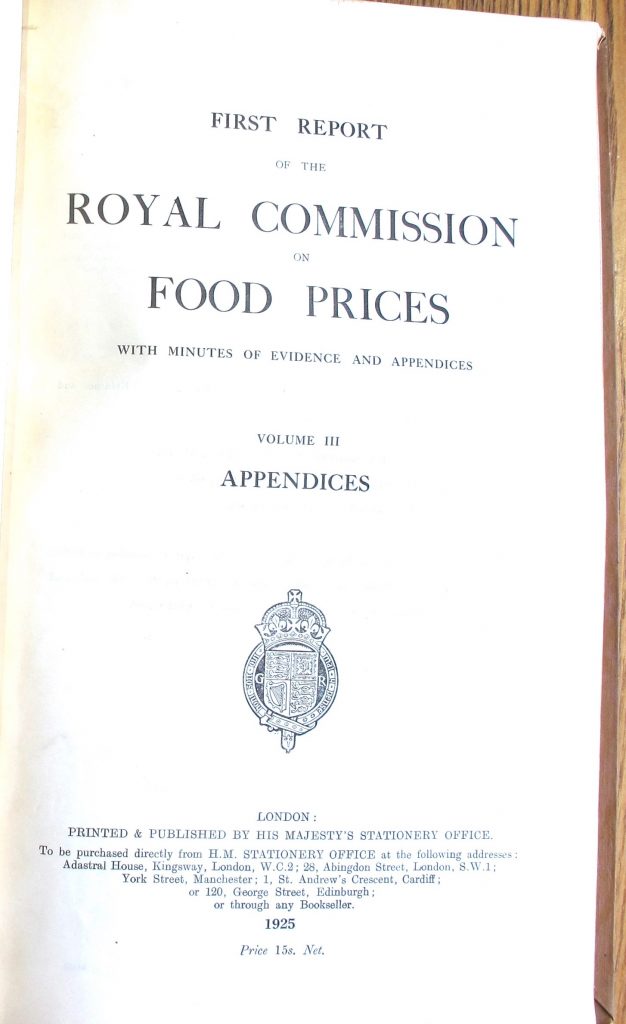 FIRST REPORT
OF THE
ROYAL COMMISSION
ON
FOOD PRICES
WITH MINUTES OF EVIDENCE AND APPENDICES
VOLUME III
APPENDICES
G R
LONDON:
PRINTED & PUBLISHED BY HIS MAJESTY'S STATIONERY OFFICE.
To be purchased directly from H.M. STATIONERY OFFICE at the following addresses:
Adastral House, Kingsway, London, W.C.2; 28, Abingdon Street, London, S.W.1;
York Street, Manchester; 1, St. Andrew's Crescent, Cardiff;
or 120, George Street, Edinburgh;
or through any Bookseller.
1925
Price 15s. Net.